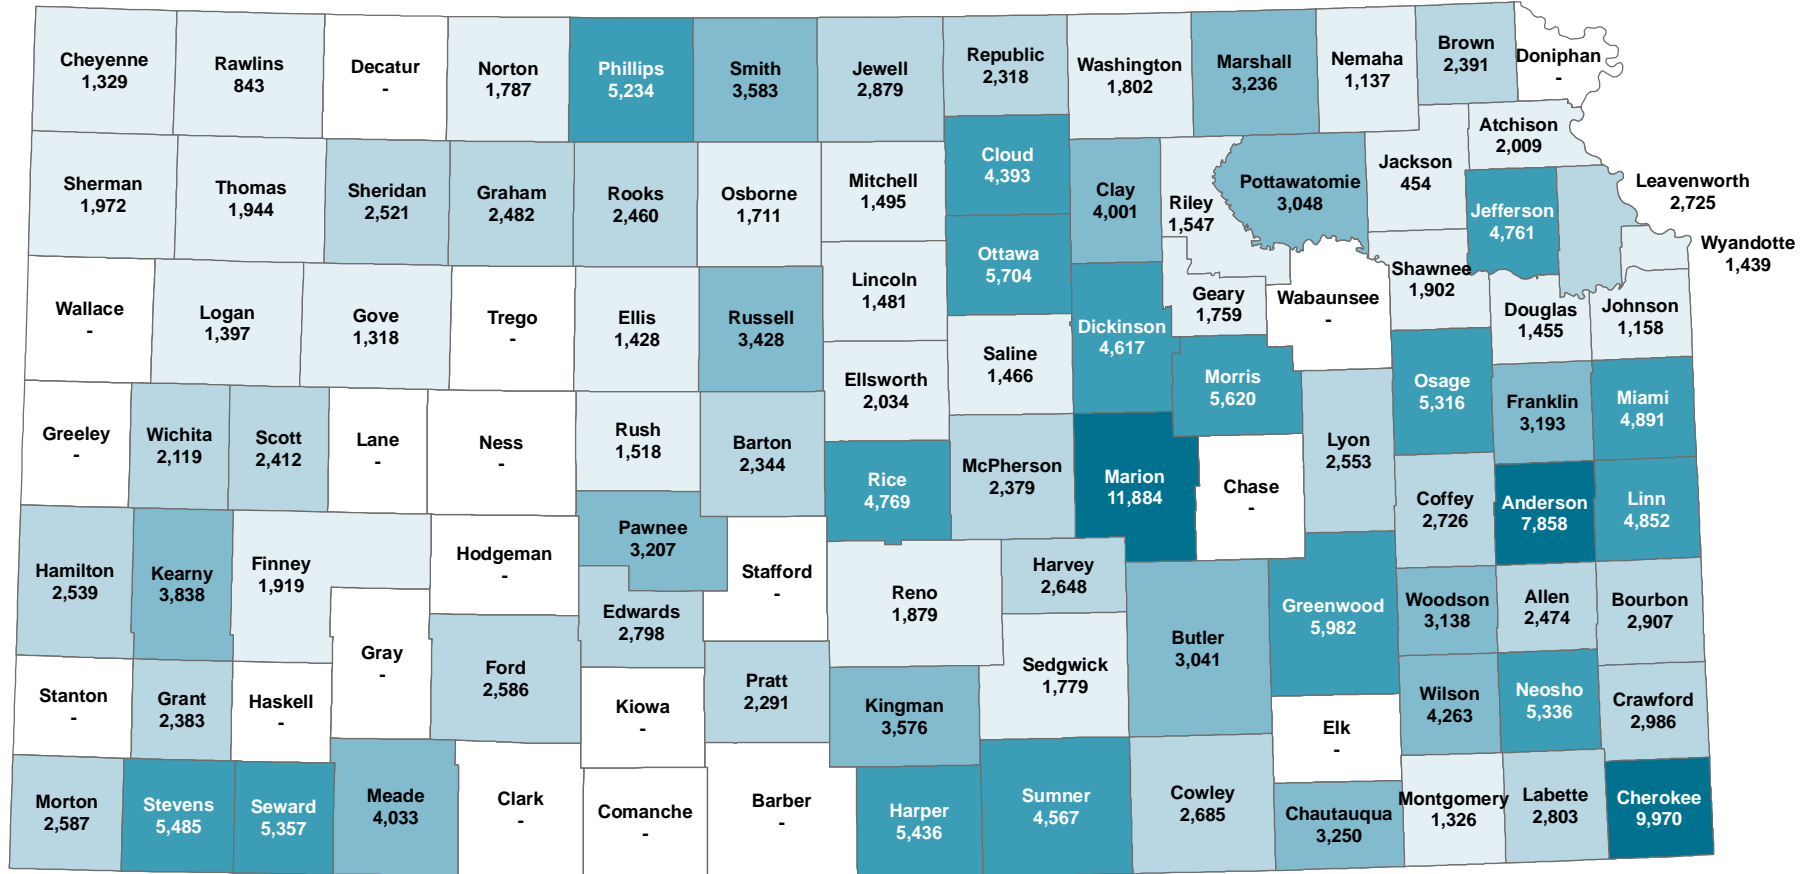 Cheyenne
1,329
Rawlins
843
Decatur
-
Norton
1,787
Phillips
5,234
Smith
3,583
Jewell
2,879
Republic
2,318
Washington
1,802
Marshall
3,236
Nemaha
1,137
Brown
2,391
Doniphan
-
Atchison
2,009
Sherman
1,972
Thomas
1,944
Sheridan
2,521
Graham
2,482
Rooks
2,460
Osborne
1,711
Mitchell
1,495
Cloud
4,393
Clay
4,001
Riley
1,547
Pottawatomie
3,048
Jackson
454
Jefferson
4,761
Leavenworth
2,725
Wyandotte
1,439
Ottawa
5,704
Lincoln
1,481
Wallace
-
Logan
1,397
Gove
1,318
Trego
-
Ellis
1,428
Russell
3,428
Dickinson
4,617
Geary
1,759
Wabaunsee
-
Shawnee
1,902
Douglas
1,455
Johnson
1,158
Ellsworth
2,034
Saline
1,466
Morris
5,620
Osage
5,316
Franklin
3,193
Miami
4,891
Greeley
-
Wichita
2,119
Scott
2,412
Lane
-
Ness
-
Rush
1,518
Barton
2,344
Rice
4,769
McPherson
2,379
Marion
11,884
Chase
-
Lyon
2,553
Coffey
2,726
Anderson
7,858
Linn
4,852
Hamilton
2,539
Kearny
3,838
Finney
1,919
Hodgeman
-
Pawnee
3,207
Stafford
-
Edwards
2,798
Reno
1,879
Harvey
2,648
Butler
3,041
Greenwood
5,982
Woodson
3,138
Allen
2,474
Bourbon
2,907
Gray
-
Ford
2,586
Stanton
-
Grant
2,383
Haskell
-
Kiowa
-
Pratt
2,291
Kingman
3,576
Sedgwick
1,779
Elk
-
Wilson
4,263
Neosho
5,336
Crawford
2,986
Morton
2,587
Stevens
5,485
Seward
5,357
Meade
4,033
Clark
-
Comanche
-
Barber
-
Harper
5,436
Sumner
4,567
Cowley
2,685
Chautauqua
3,250
Montgomery
1,326
Labette
2,803
Cherokee
9,970